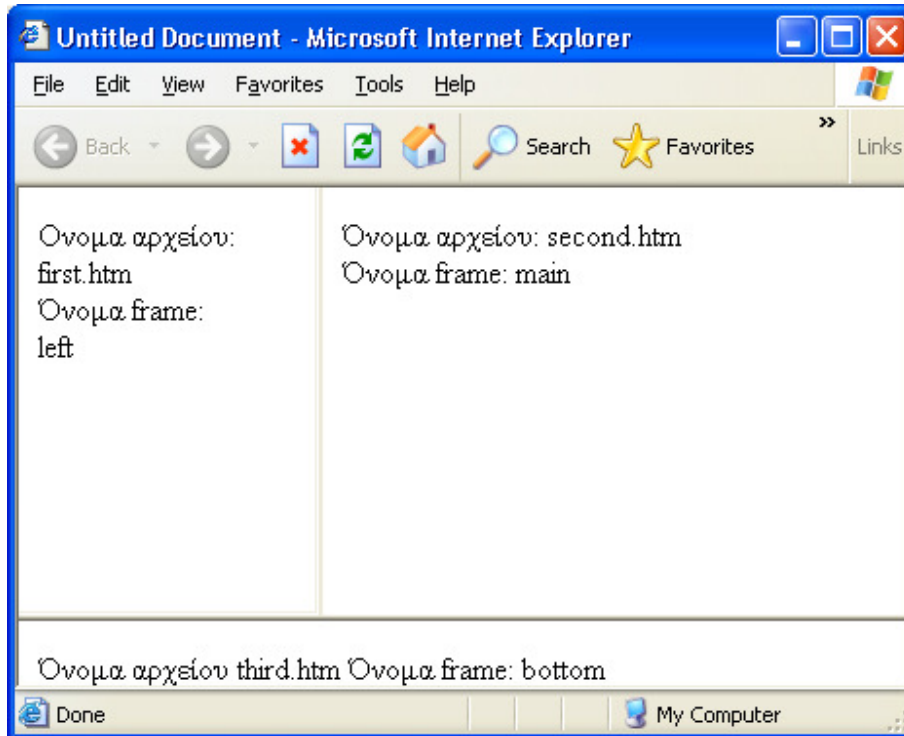 Untitled Document - Microsoft Internet Explorer
File Edit View Favorites Tools Help
Back Search Favorites » Links
Ονομα αρχείου:
first.htm
Όνομα frame:
left
Όνομα αρχείου: second.htm
Όνομα frame: main
Όνομα αρχείου third.htm Όνομα frame: bottom
Done My Computer